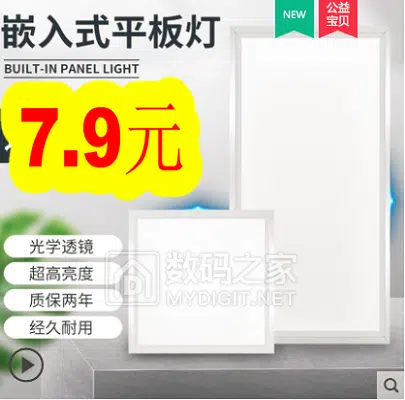 嵌入式平板灯
BUILT-IN PANEL LIGHT
NEW
公益
宝贝
7.9元
光学透镜
超高亮度
质保两年
经久耐用
数码之家
MYDIGIT.NET